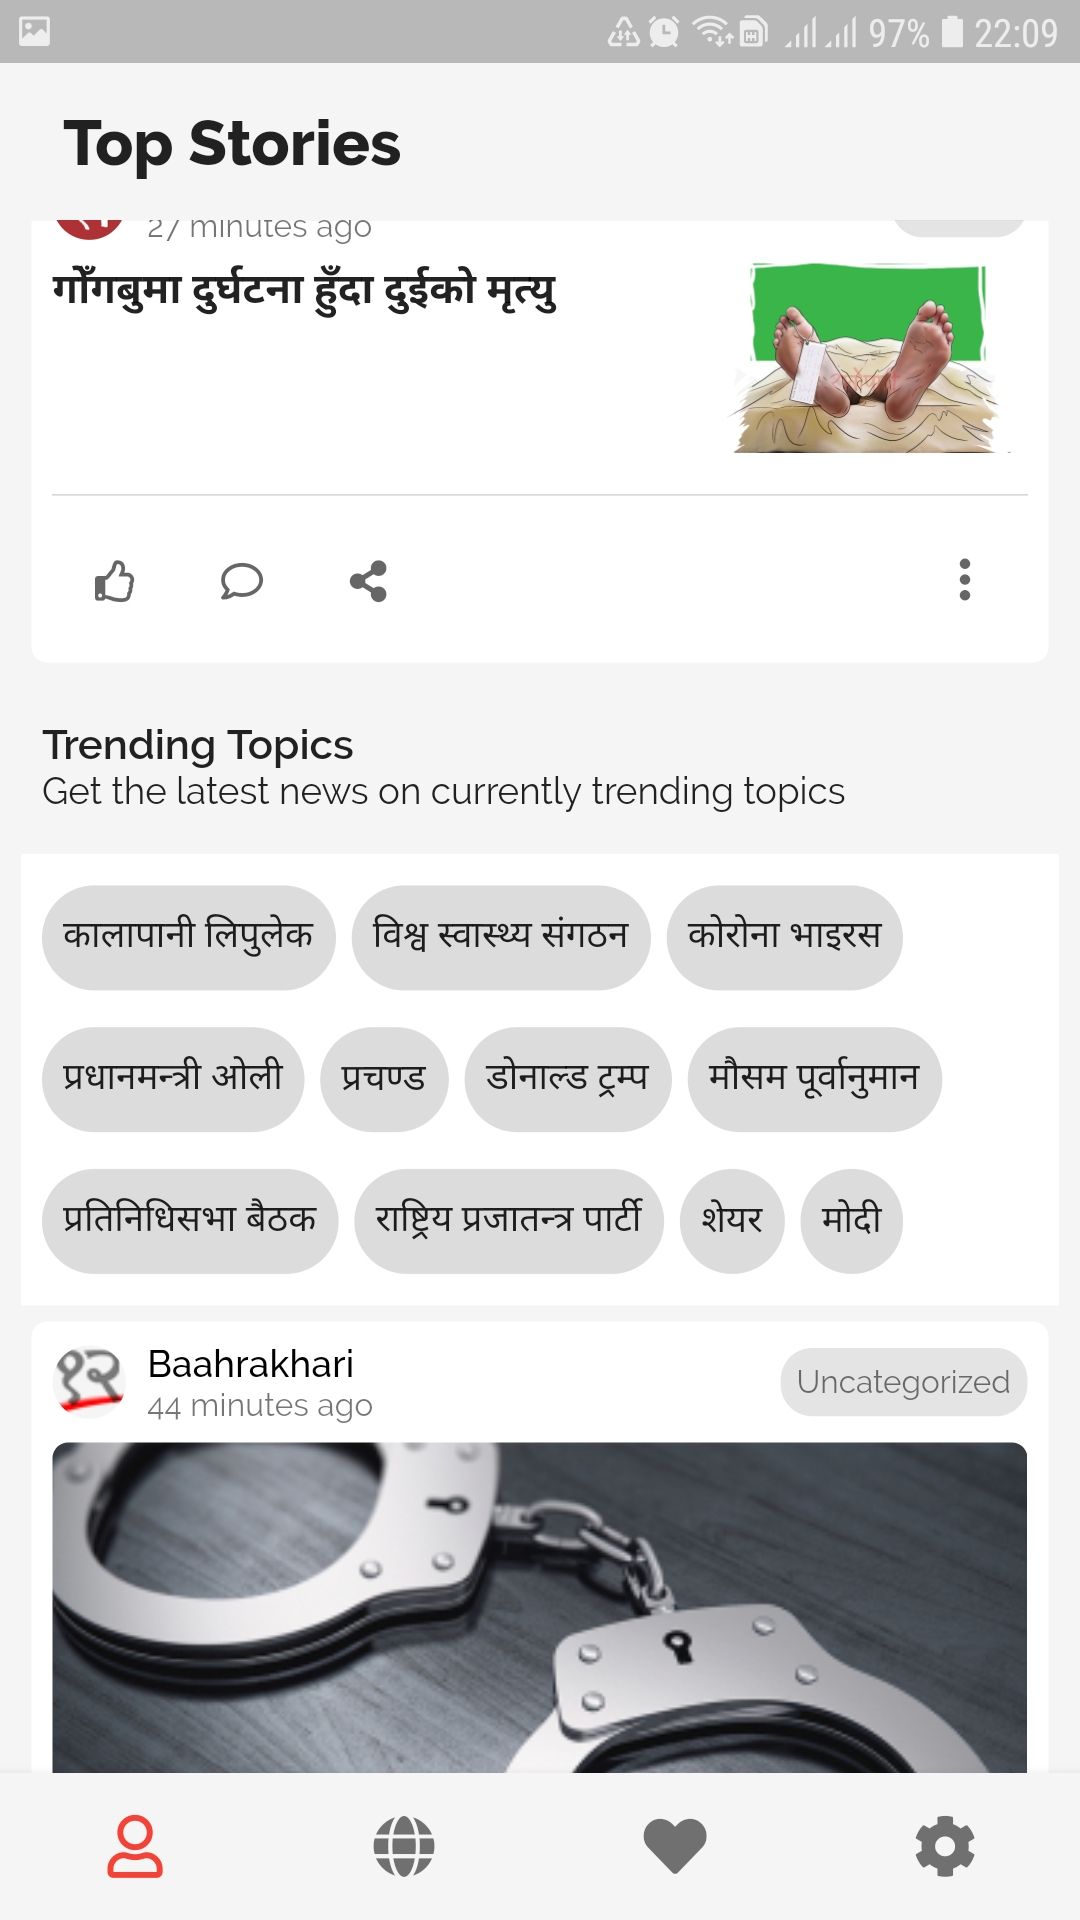 97% 22:09
Top Stories
27 minutes ago
गोँगबुमा दुर्घटना हुँदा दुईको मृत्यु
Trending Topics
Get the latest news on currently trending topics
कालापानी लिपुलेक विश्व स्वास्थ्य संगठन कोरोना भाइरस
प्रधानमन्त्री ओली प्रचण्ड डोनाल्ड ट्रम्प मौसम पूर्वानुमान
प्रतिनिधिसभा बैठक राष्ट्रिय प्रजातन्त्र पार्टी शेयर मोदी
१२ Baahrakhari Uncategorized
44 minutes ago